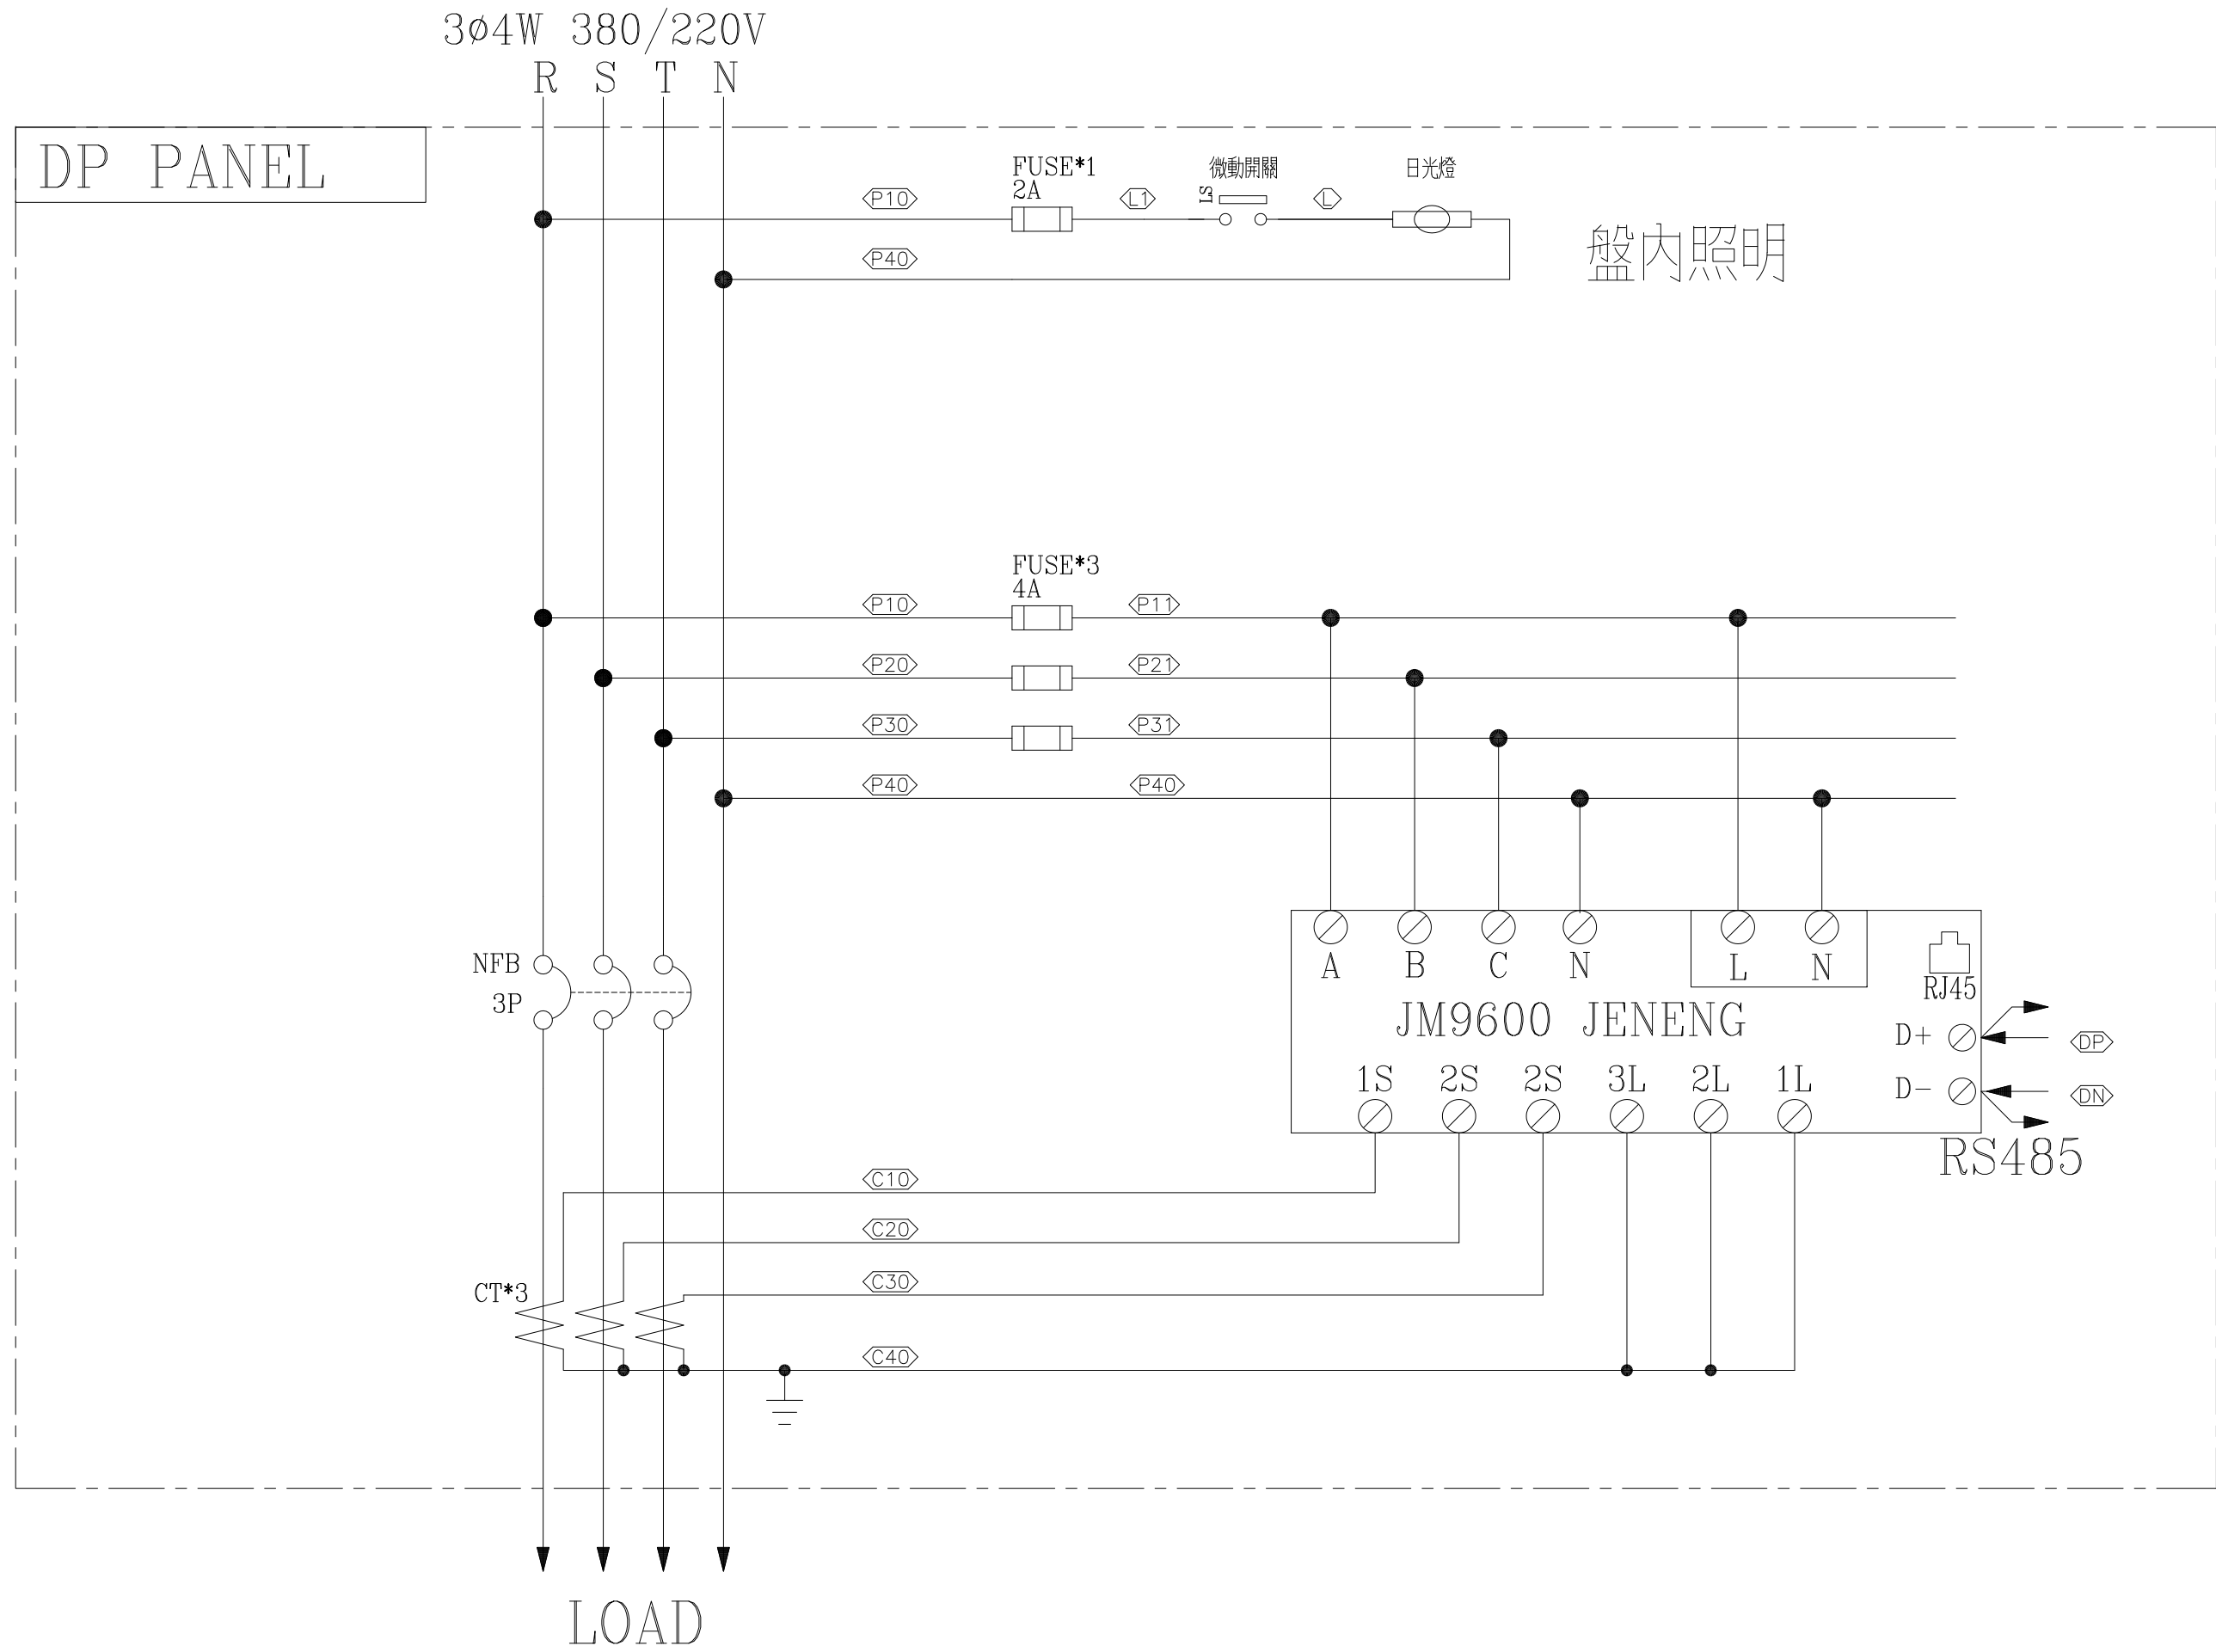 3ø4W 380/220V
R S T N
DP PANEL
FUSE*1
2A
微動開關
日光燈
P10
L1
LS
L
P40
盤內照明
FUSE*3
4A
P10
P11
P20
P21
P30
P31
P40
P40
NFB
3P
A B C N
L N
RJ45
JM9600 JENENG
D+
DP
1S 2S 2S 3L 2L 1L
D-
DN
RS485
C10
C20
C30
CT*3
C40
LOAD